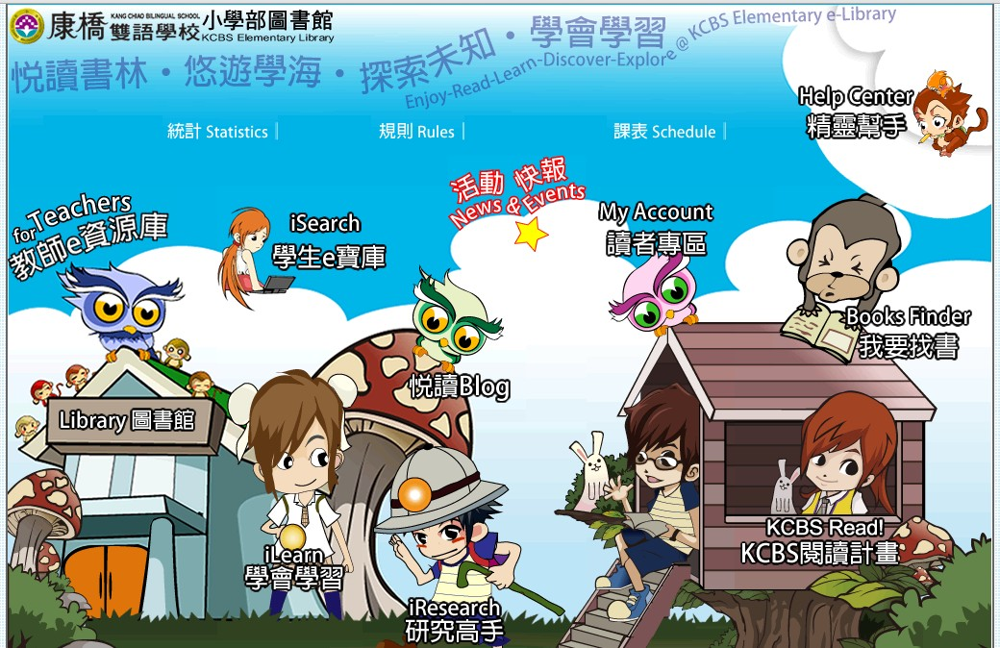 康橋 KANG CHIAO BILINGUAL SCHOOL 雙語學校 小學部圖書館
KCBS Elementary Library
悅讀書林・悠遊學海・探索未知・學會學習
Enjoy-Read-Learn-Discover-Explore @ KCBS Elementary e-Library
統計 Statistics
規則 Rules
課表 Schedule
Help Center
精靈幫手
for Teachers
教師e資源庫
iSearch
學生e寶庫
活動 快報
News & Events
My Account
讀者專區
Books Finder
我要找書
悅讀Blog
Library 圖書館
iLearn
學會學習
iResearch
研究高手
KCBS Read!
KCBS閱讀計畫